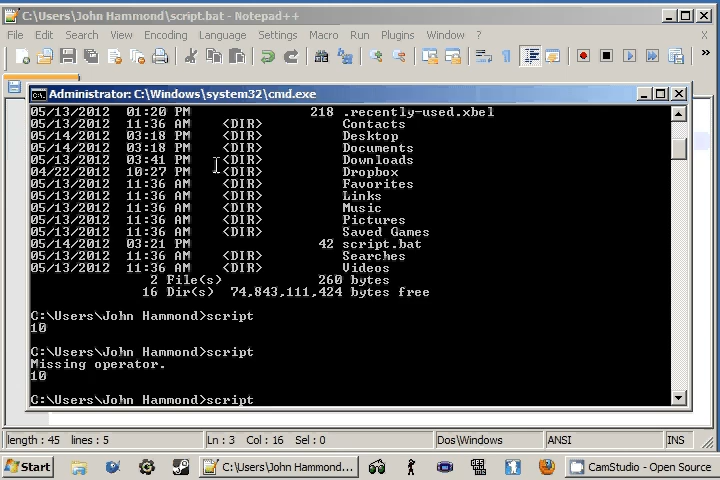 C:\Users\John Hammond\script.bat - Notepad++
File Edit Search View Encoding Language Settings Macro Run Plugins Window ?
Administrator: C:\Windows\system32\cmd.exe
05/13/2012 01:20 PM 218 .recently-used.xbel
05/13/2012 11:36 AM <DIR> Contacts
05/14/2012 03:18 PM <DIR> Desktop
05/14/2012 03:18 PM <DIR> Documents
05/13/2012 03:41 PM <DIR> Downloads
04/22/2012 10:27 PM <DIR> Dropbox
05/13/2012 11:36 AM <DIR> Favorites
05/13/2012 11:36 AM <DIR> Links
05/13/2012 11:36 AM <DIR> Music
05/13/2012 11:36 AM <DIR> Pictures
05/13/2012 11:36 AM <DIR> Saved Games
05/14/2012 03:21 PM 42 script.bat
05/13/2012 11:36 AM <DIR> Searches
05/13/2012 11:36 AM <DIR> Videos
2 File(s) 260 bytes
16 Dir(s) 74,843,111,424 bytes free
C:\Users\John Hammond>script
10
C:\Users\John Hammond>script
Missing operator.
10
C:\Users\John Hammond>script
length : 45 lines : 5 Ln : 3 Col : 16 Sel : 0 Dos\Windows ANSI INS
Start C:\Users\John Hammond... CamStudio - Open Source